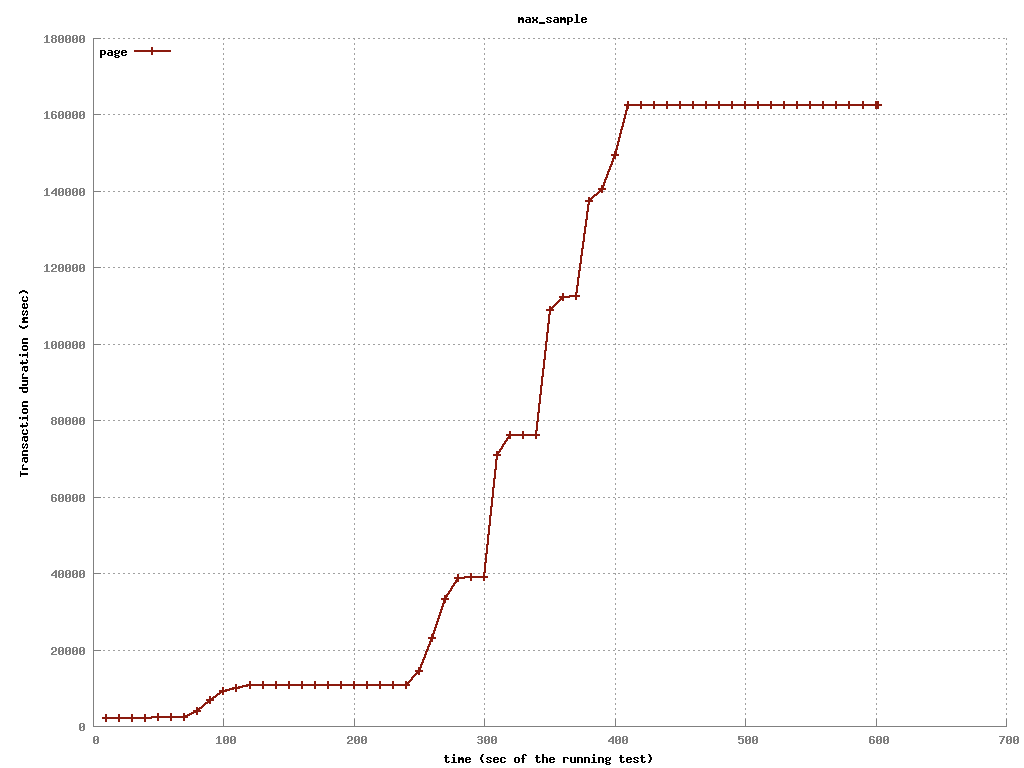 max_sample
page
180000
160000
140000
120000
100000
80000
60000
40000
20000
0
Transaction duration (msec)
0 100 200 300 400 500 600 700
time (sec of the running test)